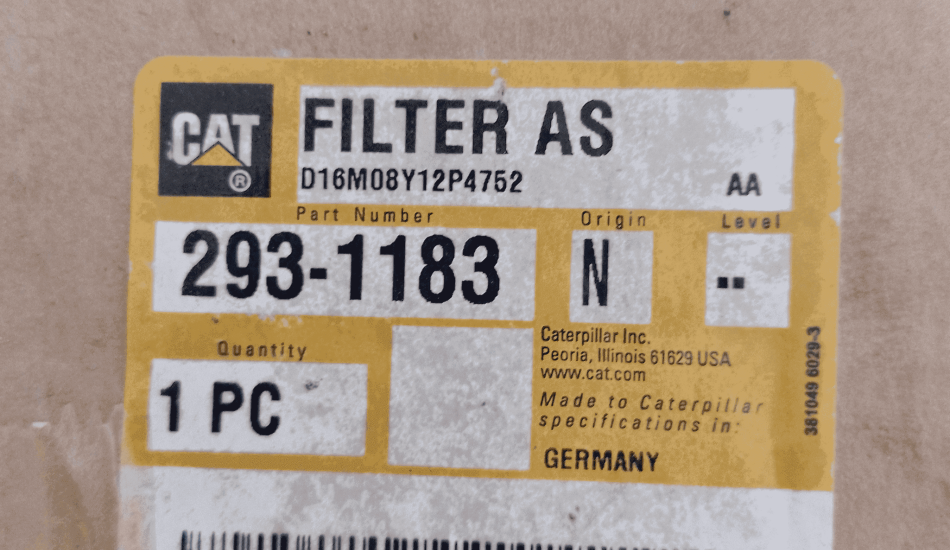 CAT
®
FILTER AS
D16M08Y12P4752
AA
Part Number
Origin
Level
293-1183
N
--
Quantity
1 PC
Caterpillar Inc.
Peoria, Illinois 61629 USA
www.cat.com
Made to Caterpillar
specifications in:
GERMANY
381049 6029-3